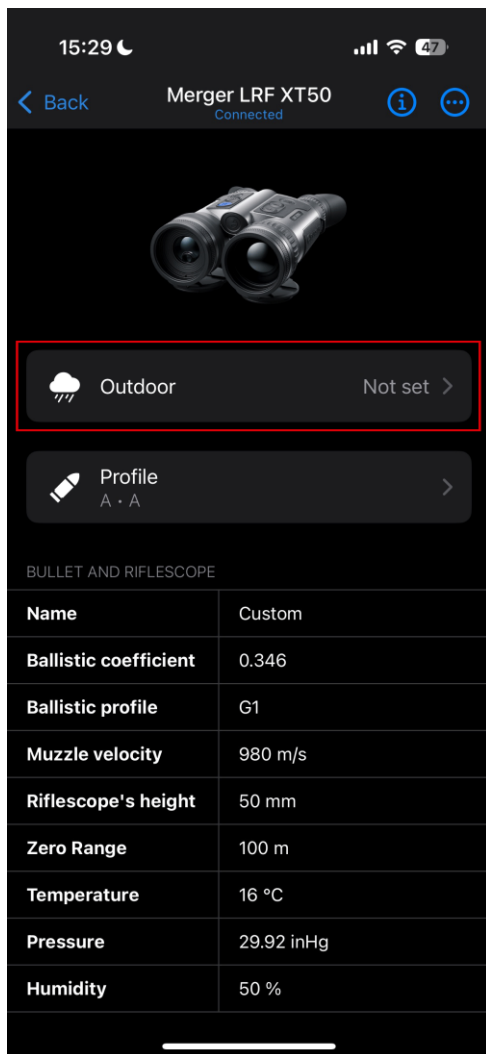 15:29
47
Back
Merger LRF XT50
Connected
Outdoor
Not set
Profile
A • A
BULLET AND RIFLESCOPE
Name Custom
Ballistic coefficient 0.346
Ballistic profile G1
Muzzle velocity 980 m/s
Riflescope's height 50 mm
Zero Range 100 m
Temperature 16 °C
Pressure 29.92 inHg
Humidity 50 %